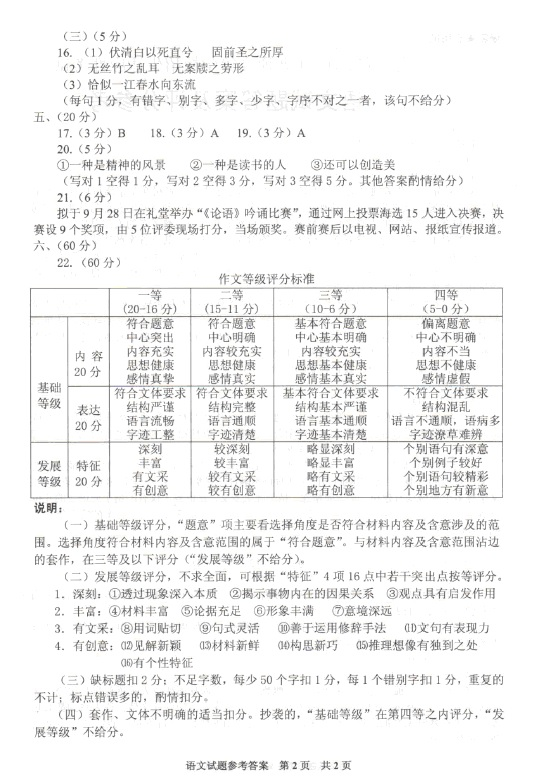 （三）（5分）
16.（1）伏清白以死直兮　固前圣之所厚
（2）无丝竹之乱耳　无案牍之劳形
（3）恰似一江春水向东流
（每句1分，有错字、别字、多字、少字、字序不对之一者，该句不给分）
五、（20分）
17.（3分）B　18.（3分）A　19.（3分）A
20.（5分）
①一种是精神的风景　②一种是读书的人　③还可以创造美
（写对1空得1分，写对2空得3分，写对3空得5分。其他答案酌情给分）
21.（6分）
拟于9月28日在礼堂举办“《论语》吟诵比赛”，通过网上投票海选15人进入决赛，决
赛设9个奖项，由5位评委现场打分，当场颁奖。赛前赛后以电视、网站、报纸宣传报道。
六、（60分）
22.（60分）
作文等级评分标准
一等 二等 三等 四等
(20-16分) (15-11分) (10-6分) (5-0分)
基础等级
内容
20分
符合题意 符合题意 基本符合题意 偏离题意
中心突出 中心明确 中心基本明确 中心不明确
内容充实 内容较充实 内容较充实 内容不当
思想健康 思想健康 思想基本健康 思想不健康
感情真挚 感情真实 感情基本真实 感情虚假
表达
20分
符合文体要求 符合文体要求 基本符合文体要求 不符合文体要求
结构严谨 结构完整 结构基本严谨 结构混乱
语言流畅 语言通顺 语言基本通顺 语言不通顺，语病多
字迹工整 字迹清楚 字迹基本清楚 字迹潦草难辨
发展等级
特征
20分
深刻 较深刻 略显深刻 个别语句有深意
丰富 较丰富 略显丰富 个别例子较好
有文采 较有文采 略有文采 个别语句较精彩
有创意 较有创意 略有创意 个别地方有新意
说明：
（一）基础等级评分，“题意”项主要看选择角度是否符合材料内容及含意涉及的范
围。选择角度符合材料内容及含意范围的属于“符合题意”。与材料内容及含意范围沾边
的套作，在三等及以下评分（“发展等级”不给分）。
（二）发展等级评分，不求全面，可根据“特征”4项16点中若干突出点按等评分。
1．深刻：①透过现象深入本质　②揭示事物内在的因果关系　③观点具有启发作用
2．丰富：④材料丰富　⑤论据充足　⑥形象丰满　⑦意境深远
3．有文采：⑧用词贴切　⑨句式灵活　⑩善于运用修辞手法　⑪文句有表现力
4．有创意：⑫见解新颖　⑬材料新鲜　⑭构思新巧　⑮推理想像有独到之处
⑯有个性特征
（三）缺标题扣2分；不足字数，每少50个字扣1分，每1个错别字扣1分，重复的
不计；标点错误多的，酌情扣分。
（四）套作、文体不明确的适当扣分。抄袭的，“基础等级”在第四等之内评分，“发
展等级”不给分。
语文试题参考答案　第2页　共2页